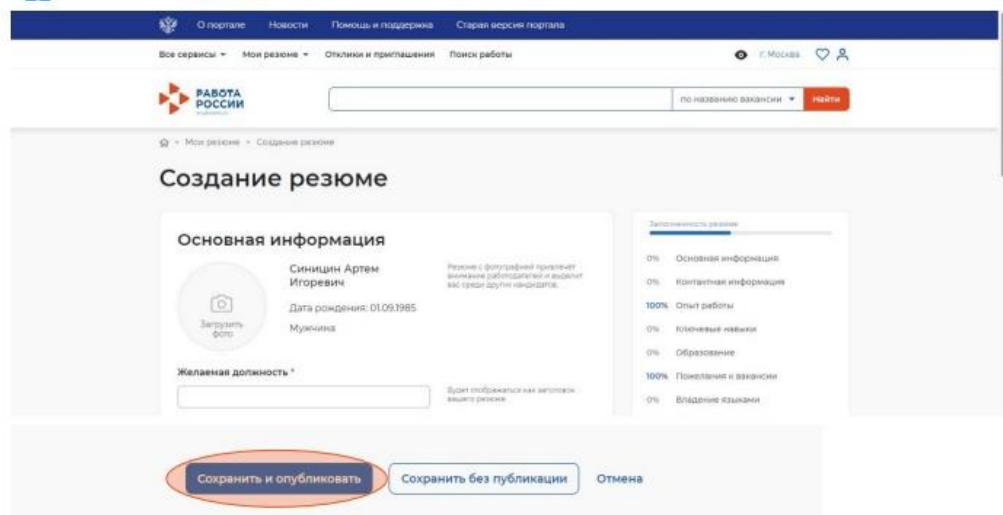 О портале Новости Помощь и поддержка Старая версия портала
Все сервисы Мои резюме Отклики и приглашения Поиск работы г. Москва
РАБОТА
РОССИИ
по названию вакансии Найти
Мои резюме Создание резюме
Создание резюме
Основная информация
Синицин Артем
Игоревич
Дата рождения: 01.09.1985
Мужчина
Загрузить
фото
Резюме с фотографией привлечёт
внимание работодателей и выделит
вас среди других кандидатов.
Желаемая должность *
Будет отображаться как заголовок
вашего резюме
Заполненность резюме
0% Основная информация
0% Контактная информация
100% Опыт работы
0% Ключевые навыки
0% Образование
100% Пожелания к вакансии
0% Владение языками
Сохранить и опубликовать Сохранить без публикации Отмена